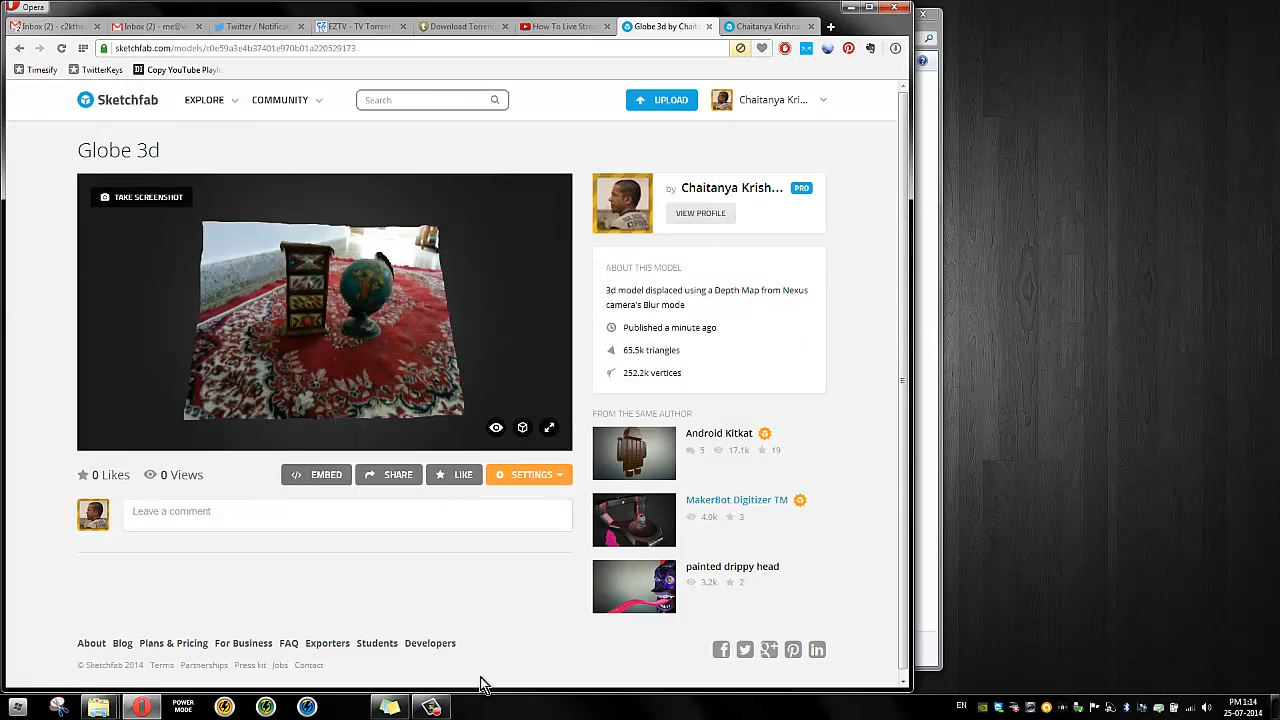 Opera
Inbox (2) - c2ktho...
Inbox (2) - me@...
Twitter / Notificat
EZTV - TV Torrent
Download Torren
How To Live Stre
Globe 3d by Chait
Chaitanya Krishna
sketchfab.com/models/c0e59a3e4b37401e970b01a220529173
Timesify
TwitterKeys
Copy YouTube Playli
Sketchfab
EXPLORE
COMMUNITY
Search
UPLOAD
Chaitanya Kri...
Globe 3d
TAKE SCREENSHOT
by Chaitanya Krish... PRO
VIEW PROFILE
ABOUT THIS MODEL
3d model displaced using a Depth Map from Nexus
camera's Blur mode
Published a minute ago
65.5k triangles
252.2k vertices
FROM THE SAME AUTHOR
Android Kitkat
5 17.1k 19
MakerBot Digitizer TM
4.0k 3
painted drippy head
3.2k 2
0 Likes 0 Views
EMBED
SHARE
LIKE
SETTINGS
Leave a comment
About Blog Plans & Pricing For Business FAQ Exporters Students Developers
© Sketchfab 2014 Terms Partnerships Press kit Jobs Contact
POWER
MODE
EN
PM 1:14
25-07-2014